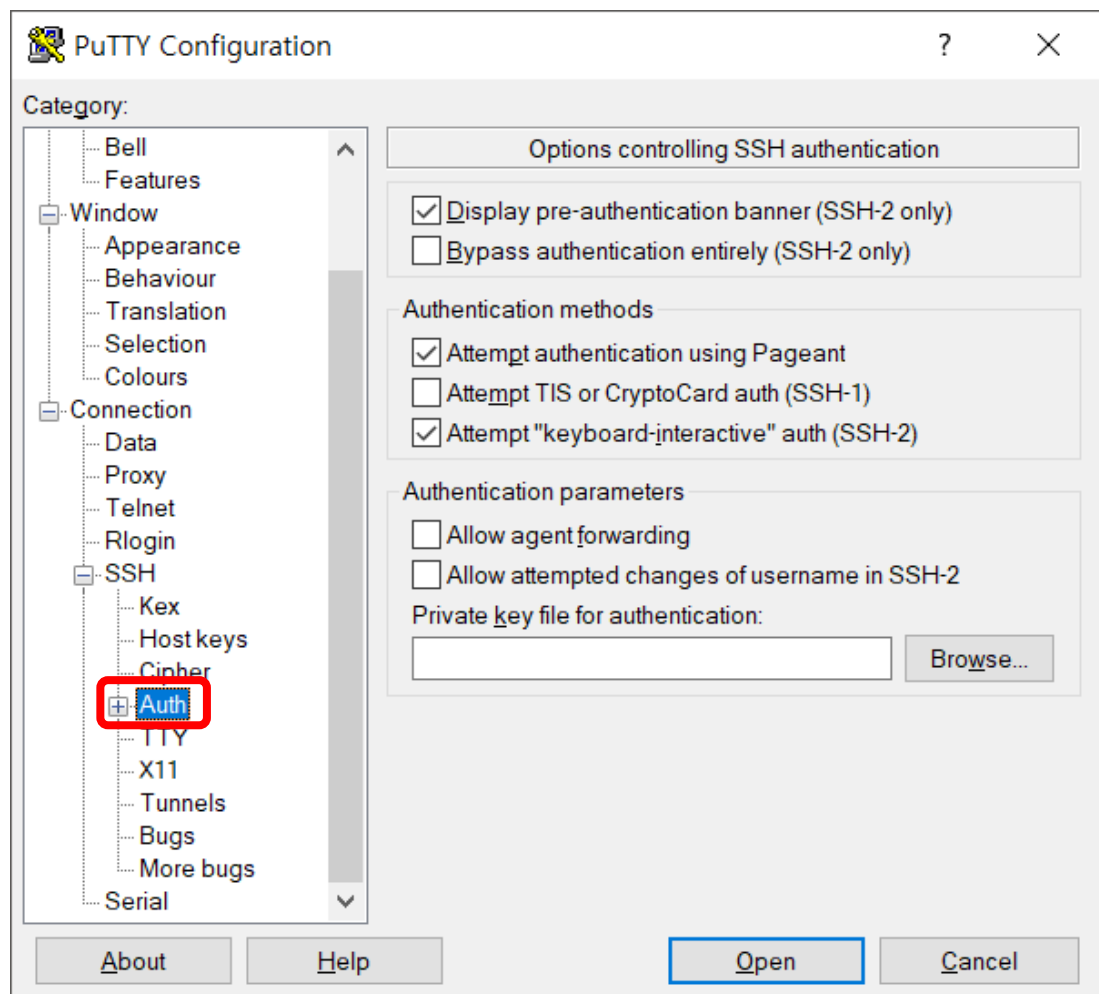 PuTTY Configuration
?
Category:
Bell
Features
Window
Appearance
Behaviour
Translation
Selection
Colours
Connection
Data
Proxy
Telnet
Rlogin
SSH
Kex
Host keys
Cipher
Auth
TTY
X11
Tunnels
Bugs
More bugs
Serial
Options controlling SSH authentication
Display pre-authentication banner (SSH-2 only)
Bypass authentication entirely (SSH-2 only)
Authentication methods
Attempt authentication using Pageant
Attempt TIS or CryptoCard auth (SSH-1)
Attempt "keyboard-interactive" auth (SSH-2)
Authentication parameters
Allow agent forwarding
Allow attempted changes of username in SSH-2
Private key file for authentication:
Browse...
About
Help
Open
Cancel